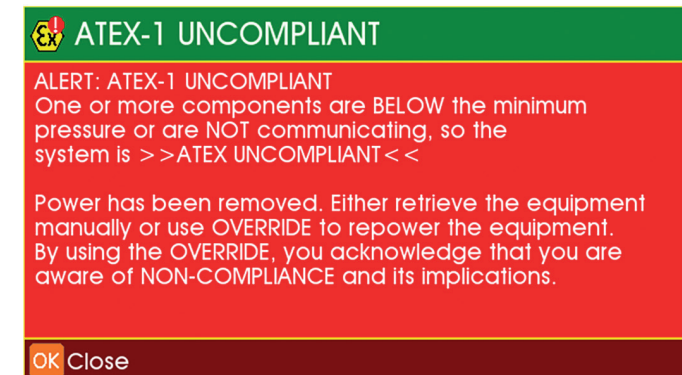 Ex! ATEX-1 UNCOMPLIANT
ALERT: ATEX-1 UNCOMPLIANT
One or more components are BELOW the minimum
pressure or are NOT communicating, so the
system is >>ATEX UNCOMPLIANT<<
Power has been removed. Either retrieve the equipment
manually or use OVERRIDE to repower the equipment.
By using the OVERRIDE, you acknowledge that you are
aware of NON-COMPLIANCE and its implications.
OK Close